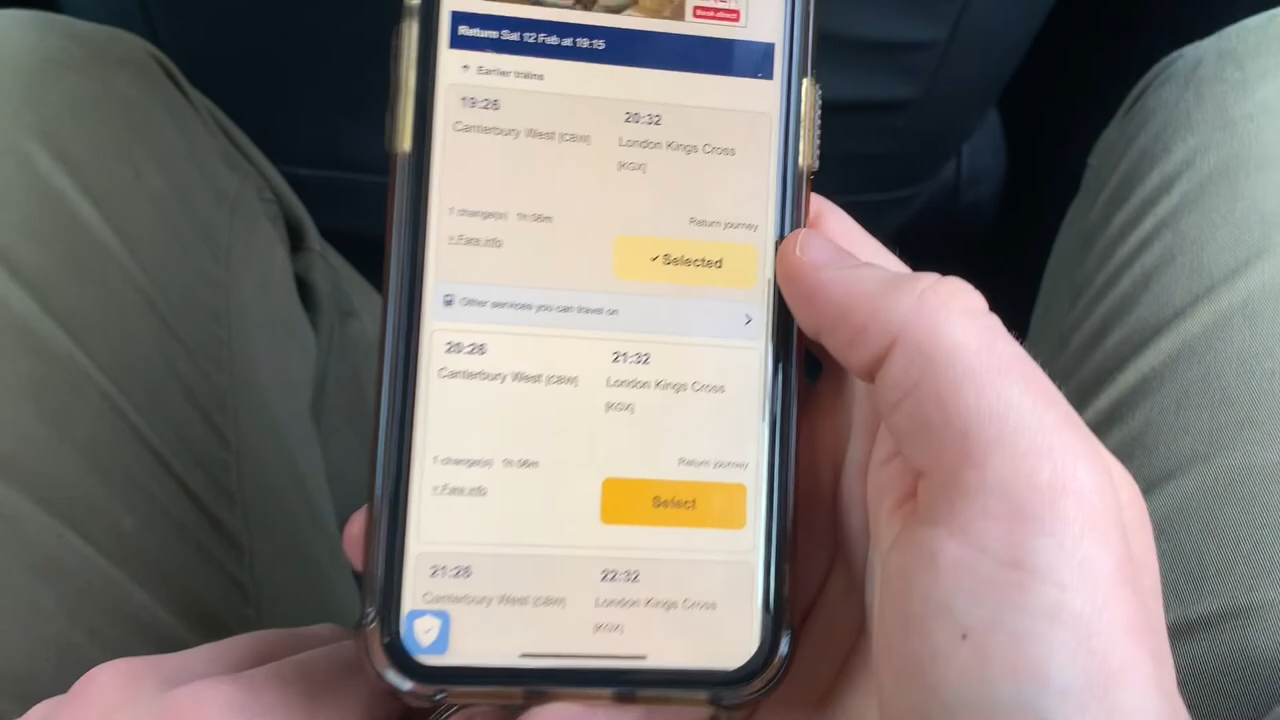 Book direct
Return Sat 12 Feb at 19:15
Earlier trains
19:26 20:32
Canterbury West [CBW] London Kings Cross
[KGX]
1 change(s) 1h 06m Return journey
+ Fare info
✓ Selected
Other services you can travel on
20:26 21:32
Canterbury West [CBW] London Kings Cross
[KGX]
1 change(s) 1h 06m Return journey
+ Fare info
Select
21:26 22:32
Canterbury West [CBW] London Kings Cross
[KGX]